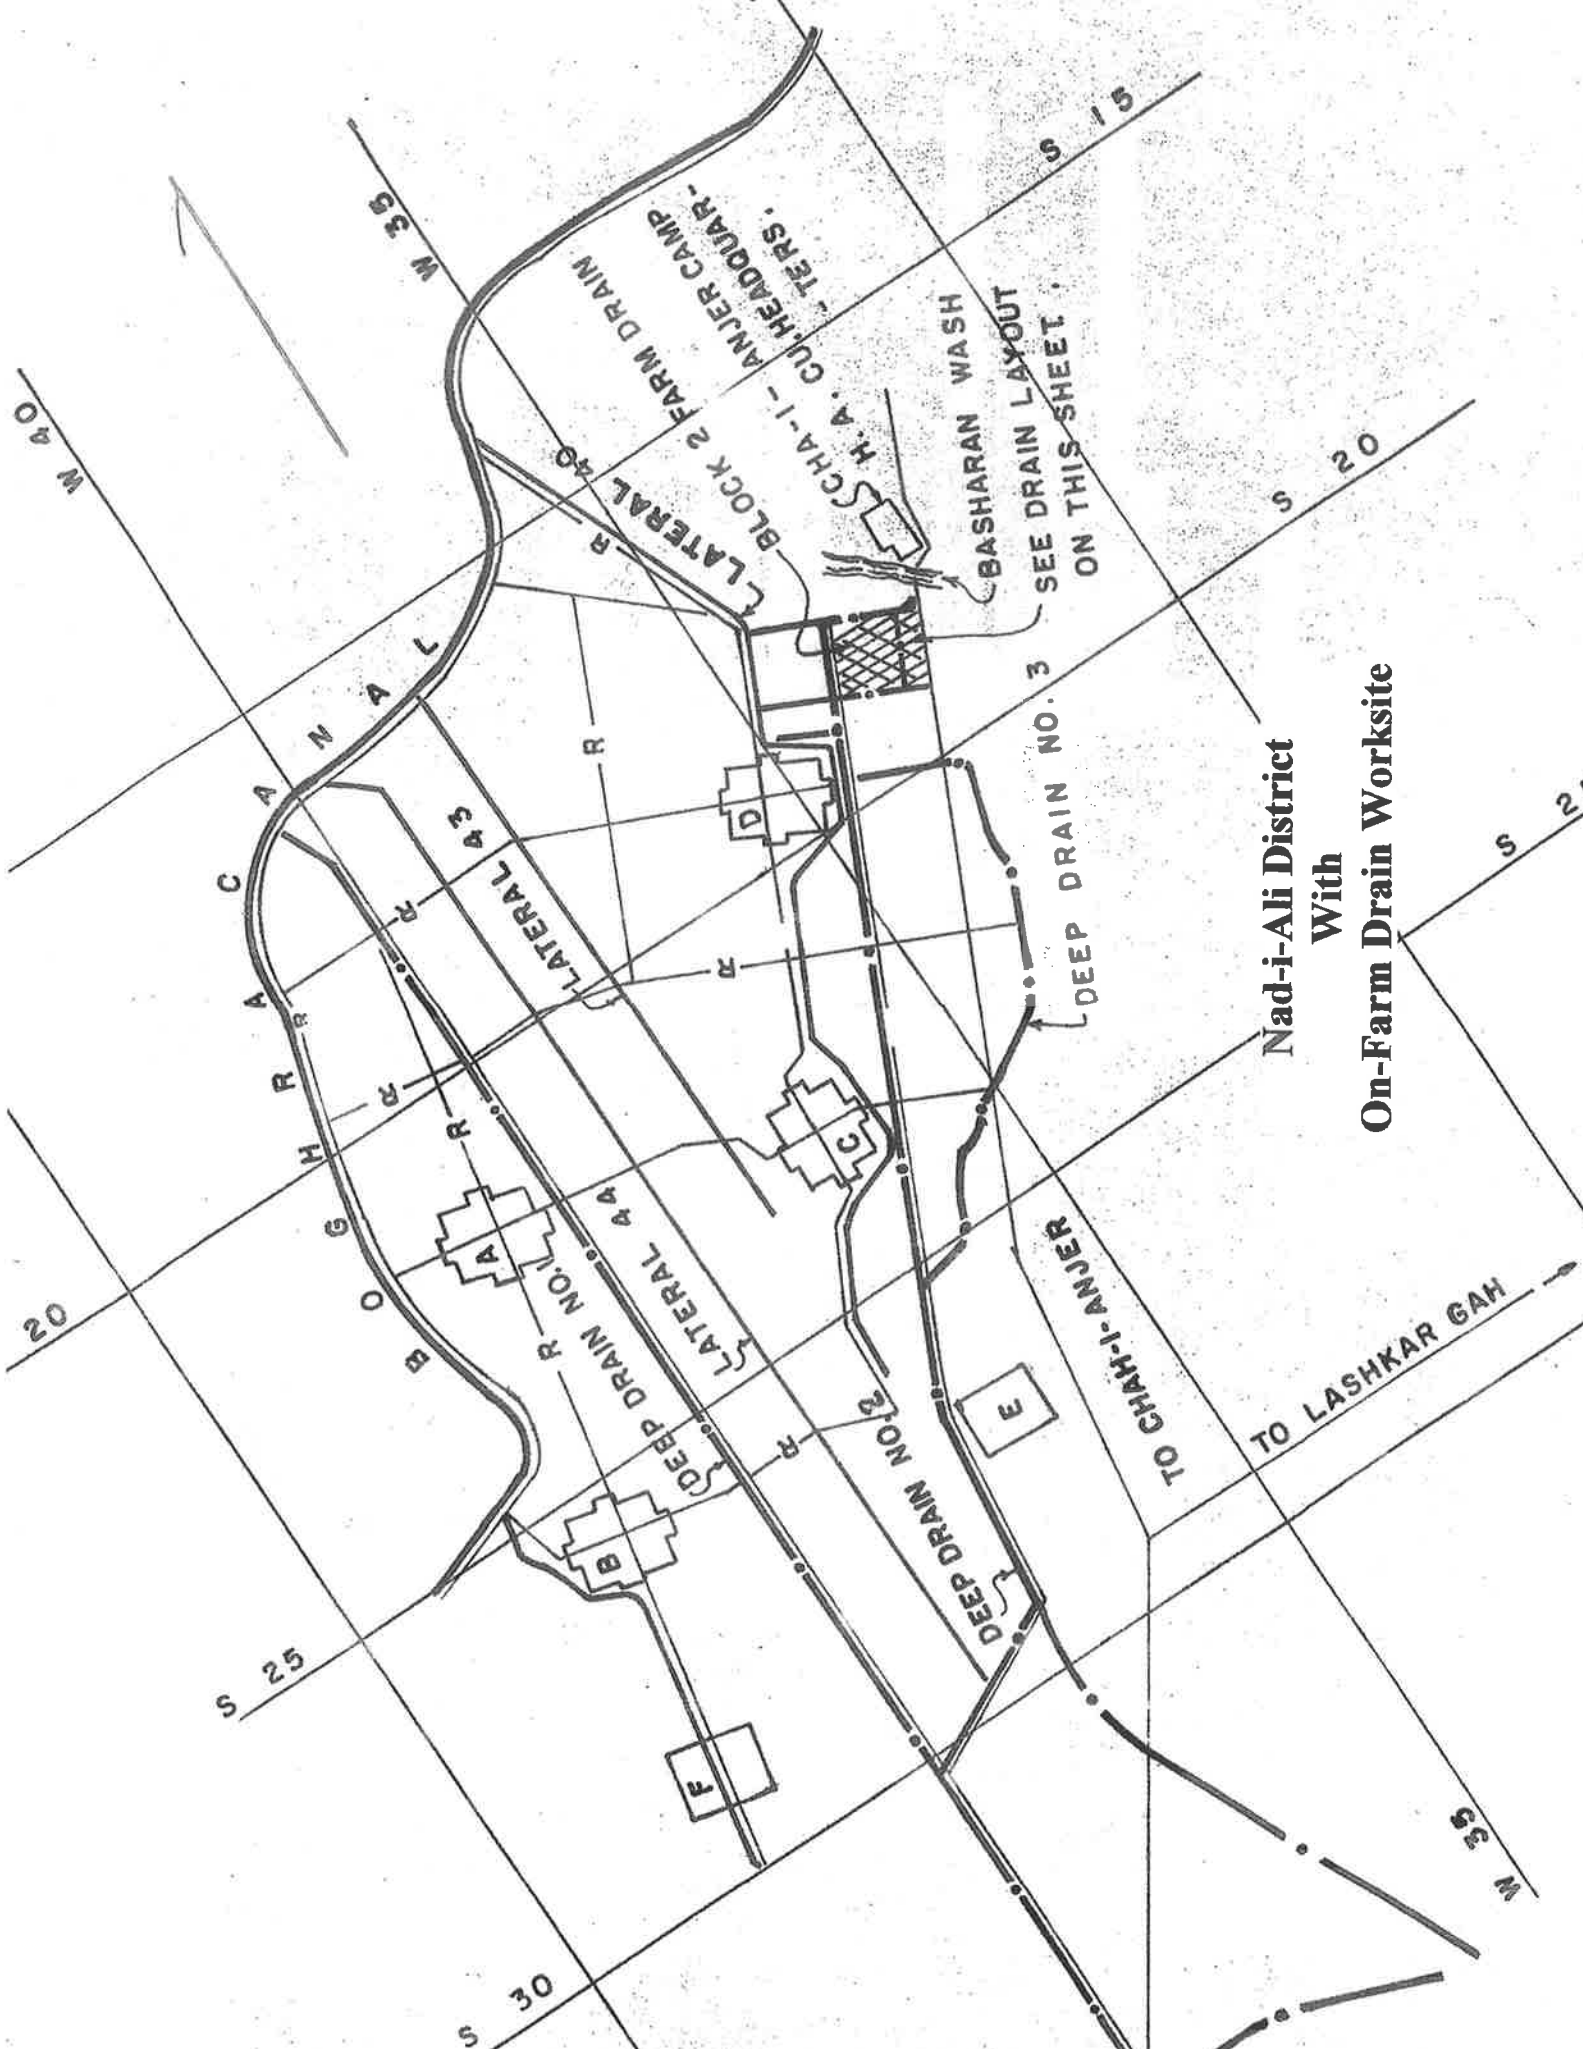 W 40
W 35
S 15
BOGHRA CANAL
LATERAL 40
BLOCK 2 FARM DRAIN
CHA-I-ANJER CAMP
H. A. CU. HEADQUAR-
-TERS.
BASHARAN WASH
SEE DRAIN LAYOUT
ON THIS SHEET.
S 20
R
R
R
R
R
R
R
R
R
R
LATERAL 43
LATERAL 44
DEEP DRAIN NO. 1
DEEP DRAIN NO. 2
DEEP DRAIN NO. 3
A
B
C
D
E
F
20
S 25
S 30
S 2
W 35
TO CHAH-I-ANJER
TO LASHKAR GAH
Nad-i-Ali District
With
On-Farm Drain Worksite